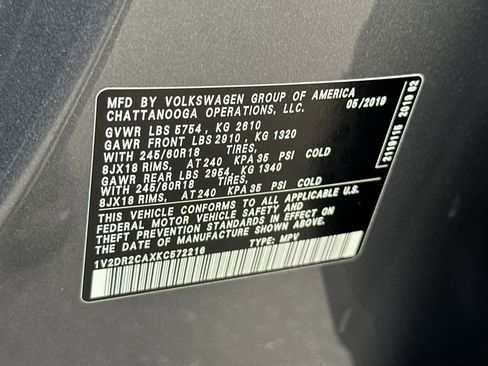 MFD BY VOLKSWAGEN GROUP OF AMERICA
CHATTANOOGA OPERATIONS, LLC. 05/2019
GVWR LBS 5754 , KG 2610
GAWR FRONT LBS 2910 , KG 1320
WITH 245/60R18 TIRES,
8JX18 RIMS, AT 240 KPA 35 PSI COLD
GAWR REAR LBS 2954, KG 1340
WITH 245/60R18 TIRES,
8JX18 RIMS, AT 240 KPA 35 PSI COLD
THIS VEHICLE CONFORMS TO ALL APPLICABLE U.S.
FEDERAL MOTOR VEHICLE SAFETY AND
THEFT PREVENTION STANDARDS IN EFFECT ON
THE DATE OF MANUFACTURE SHOWN ABOVE.
1V2DR2CAXKC572216 TYPE: MPV